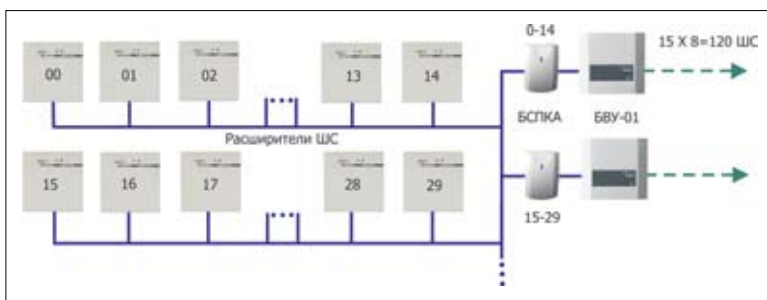 0-14
15 X 8=120 ШС
00 01 02 13 14
БСПКА БВУ-01
Расширители ШС
15 16 17 28 29
15-29